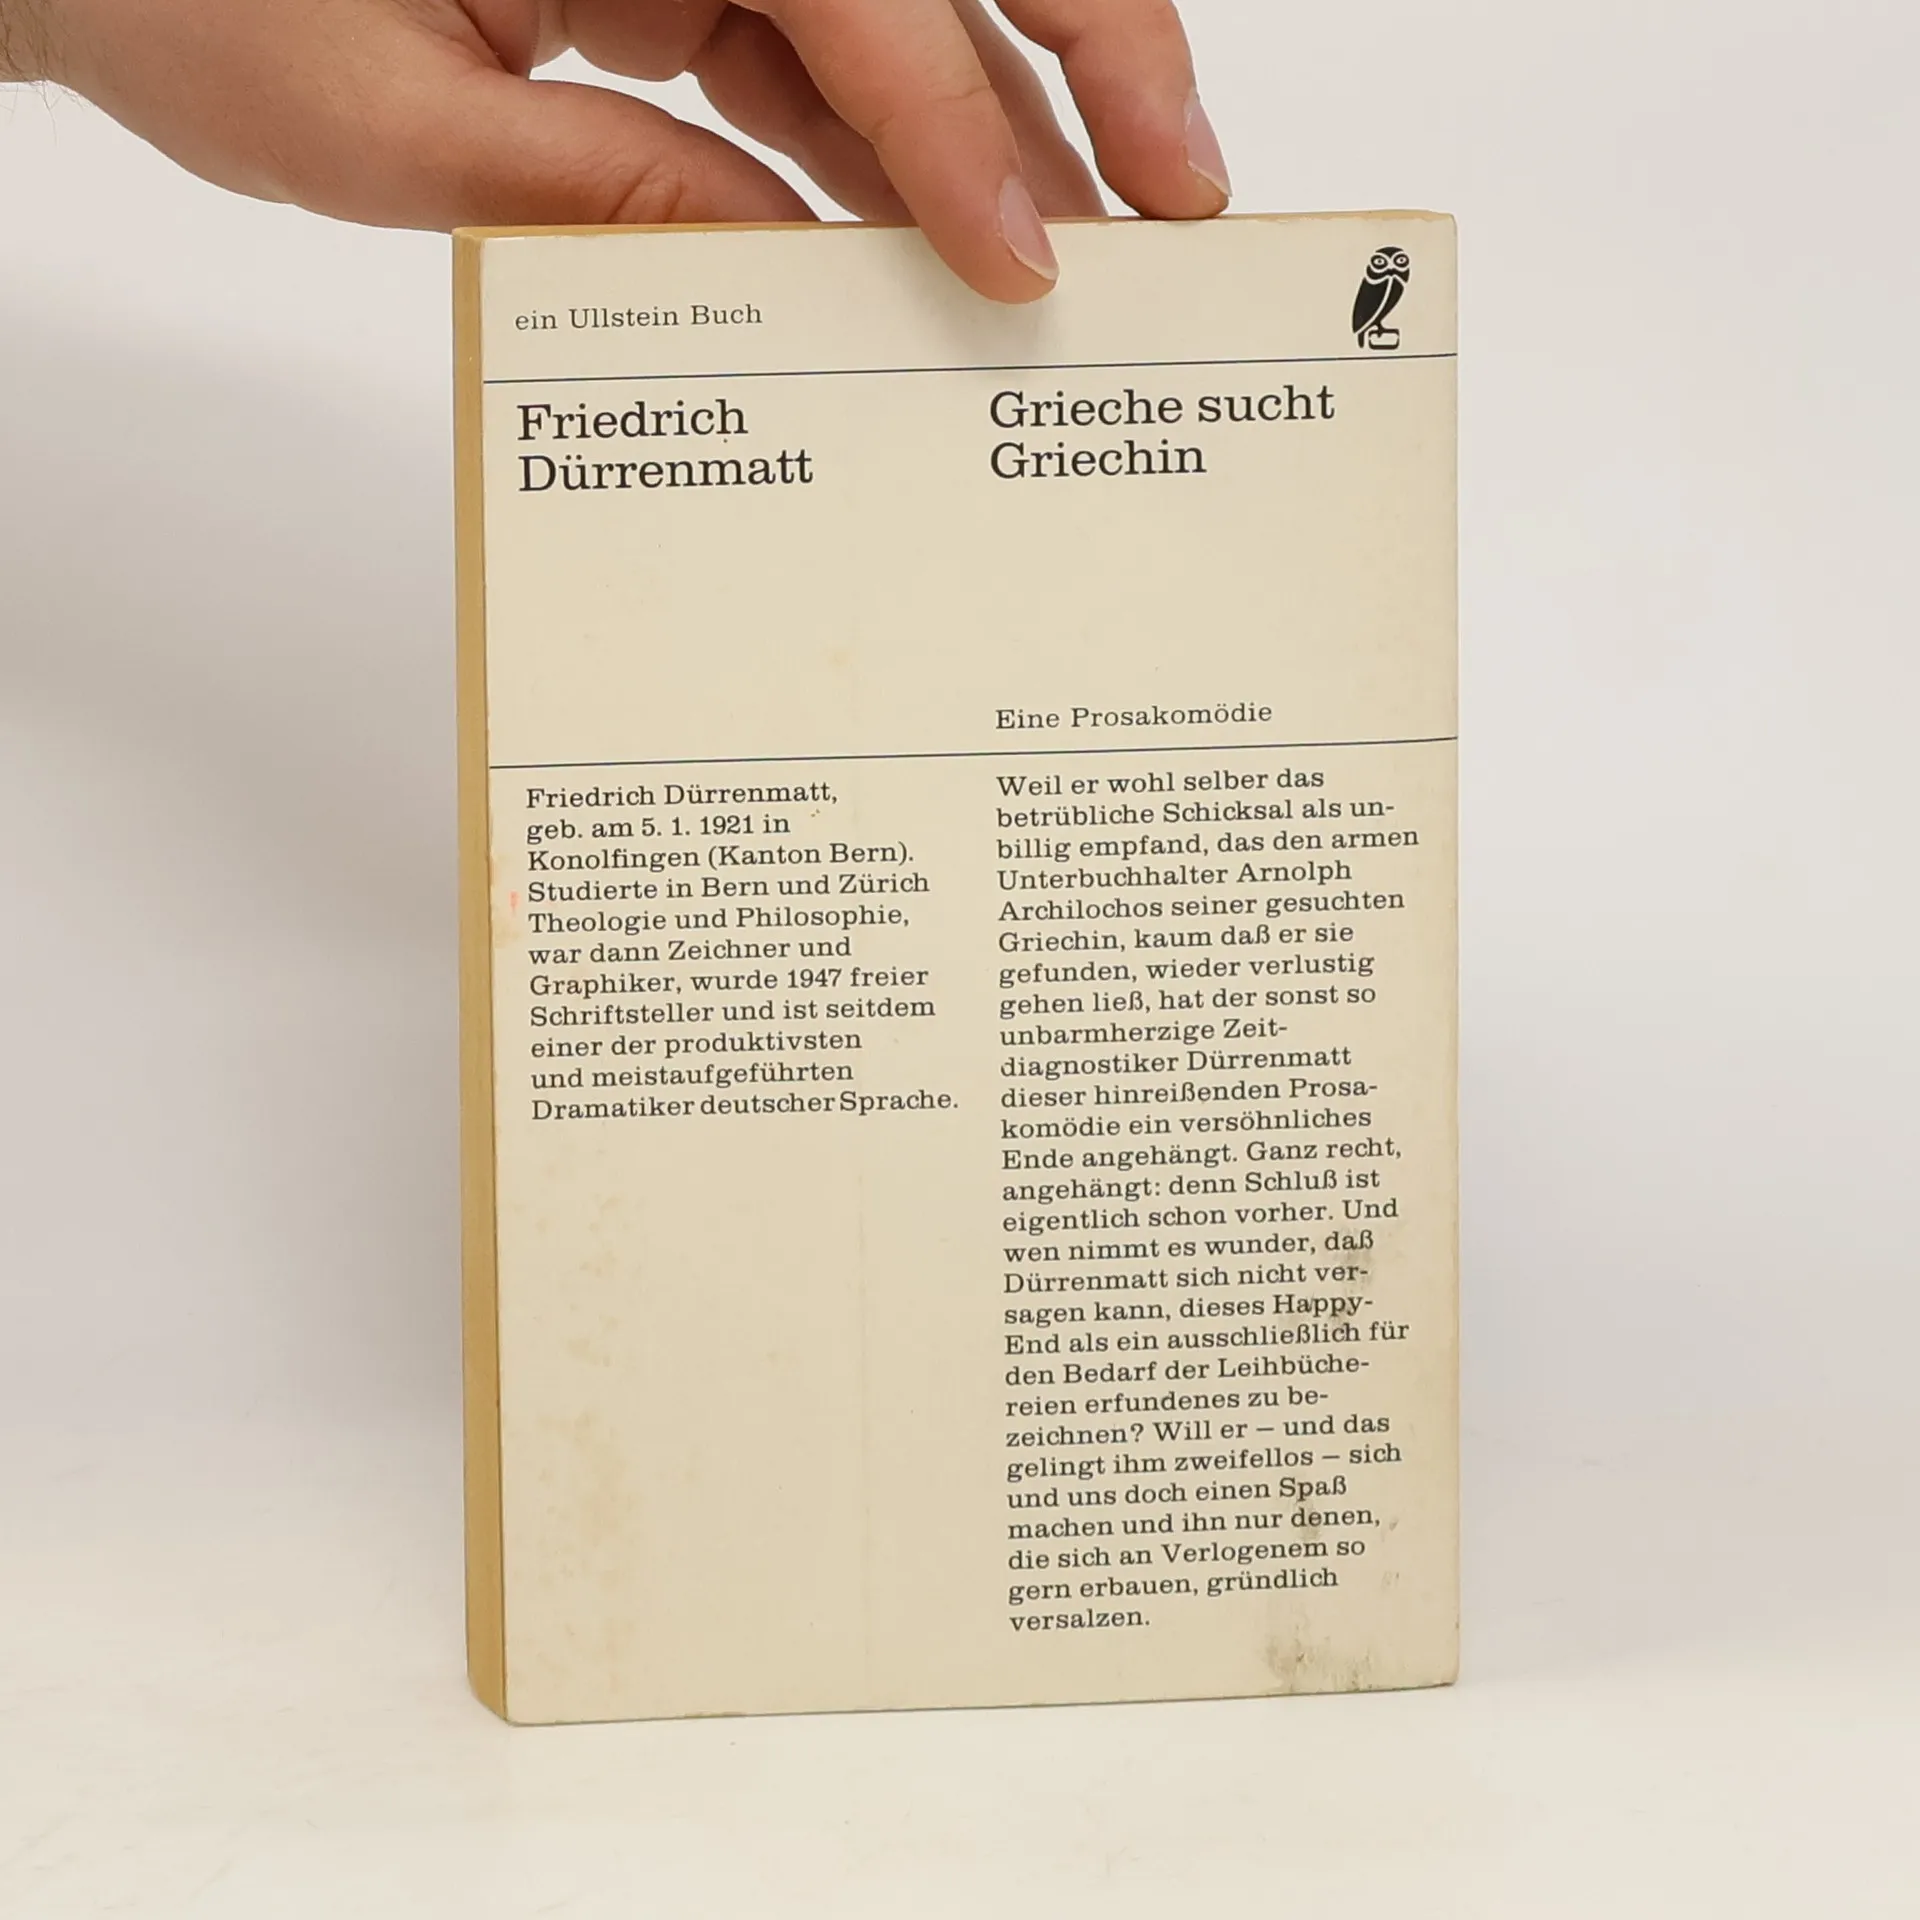 ein Ullstein Buch
Friedrich
Dürrenmatt
Grieche sucht
Griechin
Eine Prosakomödie
Friedrich Dürrenmatt,
geb. am 5. 1. 1921 in
Konolfingen (Kanton Bern).
Studierte in Bern und Zürich
Theologie und Philosophie,
war dann Zeichner und
Graphiker, wurde 1947 freier
Schriftsteller und ist seitdem
einer der produktivsten
und meistaufgeführten
Dramatiker deutscher Sprache.
Weil er wohl selber das
betrübliche Schicksal als un-
billig empfand, das den armen
Unterbuchhalter Arnolph
Archilochos seiner gesuchten
Griechin, kaum daß er sie
gefunden, wieder verlustig
gehen ließ, hat der sonst so
unbarmherzige Zeit-
diagnostiker Dürrenmatt
dieser hinreißenden Prosa-
komödie ein versöhnliches
Ende angehängt. Ganz recht,
angehängt: denn Schluß ist
eigentlich schon vorher. Und
wen nimmt es wunder, daß
Dürrenmatt sich nicht ver-
sagen kann, dieses Happy-
End als ein ausschließlich für
den Bedarf der Leihbüche-
reien erfundenes zu be-
zeichnen? Will er – und das
gelingt ihm zweifellos – sich
und uns doch einen Spaß
machen und ihn nur denen,
die sich an Verlogenem so
gern erbauen, gründlich
versalzen.